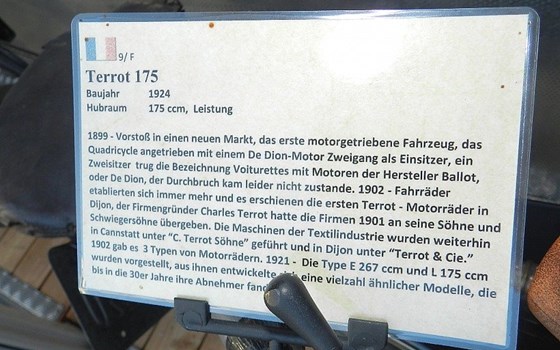 9/ F
Terrot 175
Baujahr 1924
Hubraum 175 ccm, Leistung
1899 - Vorstoß in einen neuen Markt, das erste motorgetriebene Fahrzeug, das
Quadricycle angetrieben mit einem De Dion-Motor Zweigang als Einsitzer, ein
Zweisitzer trug die Bezeichnung Voiturettes mit Motoren der Hersteller Ballot,
oder De Dion, der Durchbruch kam leider nicht zustande. 1902 - Fahrräder
etablierten sich immer mehr und es erschienen die ersten Terrot - Motorräder in
Dijon, der Firmengründer Charles Terrot hatte die Firmen 1901 an seine Söhne und
Schwiegersöhne übergeben. Die Maschinen der Textilindustrie wurden weiterhin
in Cannstatt unter “C. Terrot Söhne” geführt und in Dijon unter “Terrot & Cie.”
1902 gab es 3 Typen von Motorrädern. 1921 - Die Type E 267 ccm und L 175 ccm
wurden vorgestellt, aus ihnen entwickelte eine vielzahl ähnlicher Modelle, die
bis in die 30er Jahre ihre Abnehmer